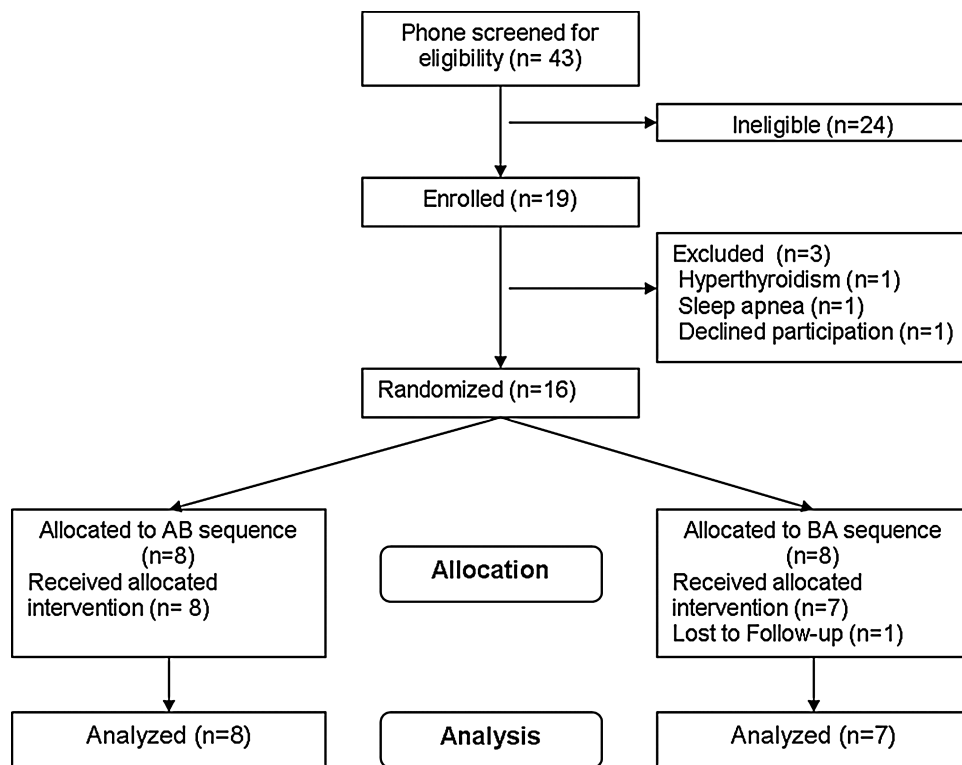 Phone screened for
eligibility (n= 43)
Ineligible (n=24)
Enrolled (n=19)
Excluded  (n=3)
Hyperthyroidism (n=1)
Sleep apnea (n=1)
Declined participation (n=1)
Randomized (n=16)
Allocated to AB sequence
(n=8)
Received allocated
intervention (n= 8)
Allocation
Allocated to BA sequence
(n=8)
Received allocated
intervention (n=7)
Lost to Follow-up (n=1)
Analyzed (n=8)
Analysis
Analyzed (n=7)